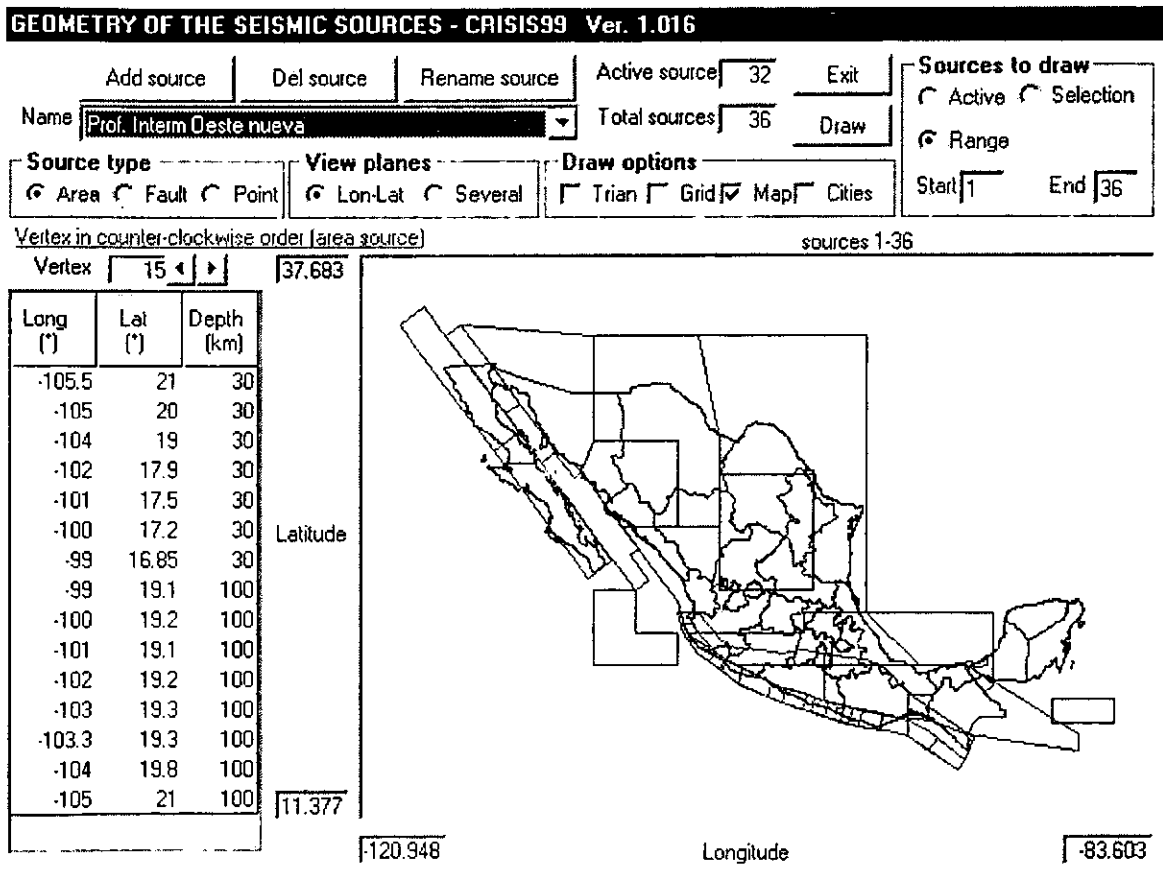 GEOMETRY OF THE SEISMIC SOURCES - CRISIS99 Ver. 1.016
Add source Del source Rename source Active source 32 Exit
Name Prof. Interm Oeste nueva Total sources 36 Draw
Sources to draw
Active Selection
Range
Start 1 End 36
Source type
Area Fault Point
View planes
Lon-Lat Several
Draw options
Trian Grid Map Cities
Vertex in counter-clockwise order (area source)
sources 1-36
Vertex 15
37.683
Long (°) Lat (°) Depth (km)
-105.5 21 30
-105 20 30
-104 19 30
-102 17.9 30
-101 17.5 30
-100 17.2 30
-99 16.85 30
-99 19.1 100
-100 19.2 100
-101 19.1 100
-102 19.2 100
-103 19.3 100
-103.3 19.3 100
-104 19.8 100
-105 21 100
Latitude
11.377
-120.948 Longitude -83.603